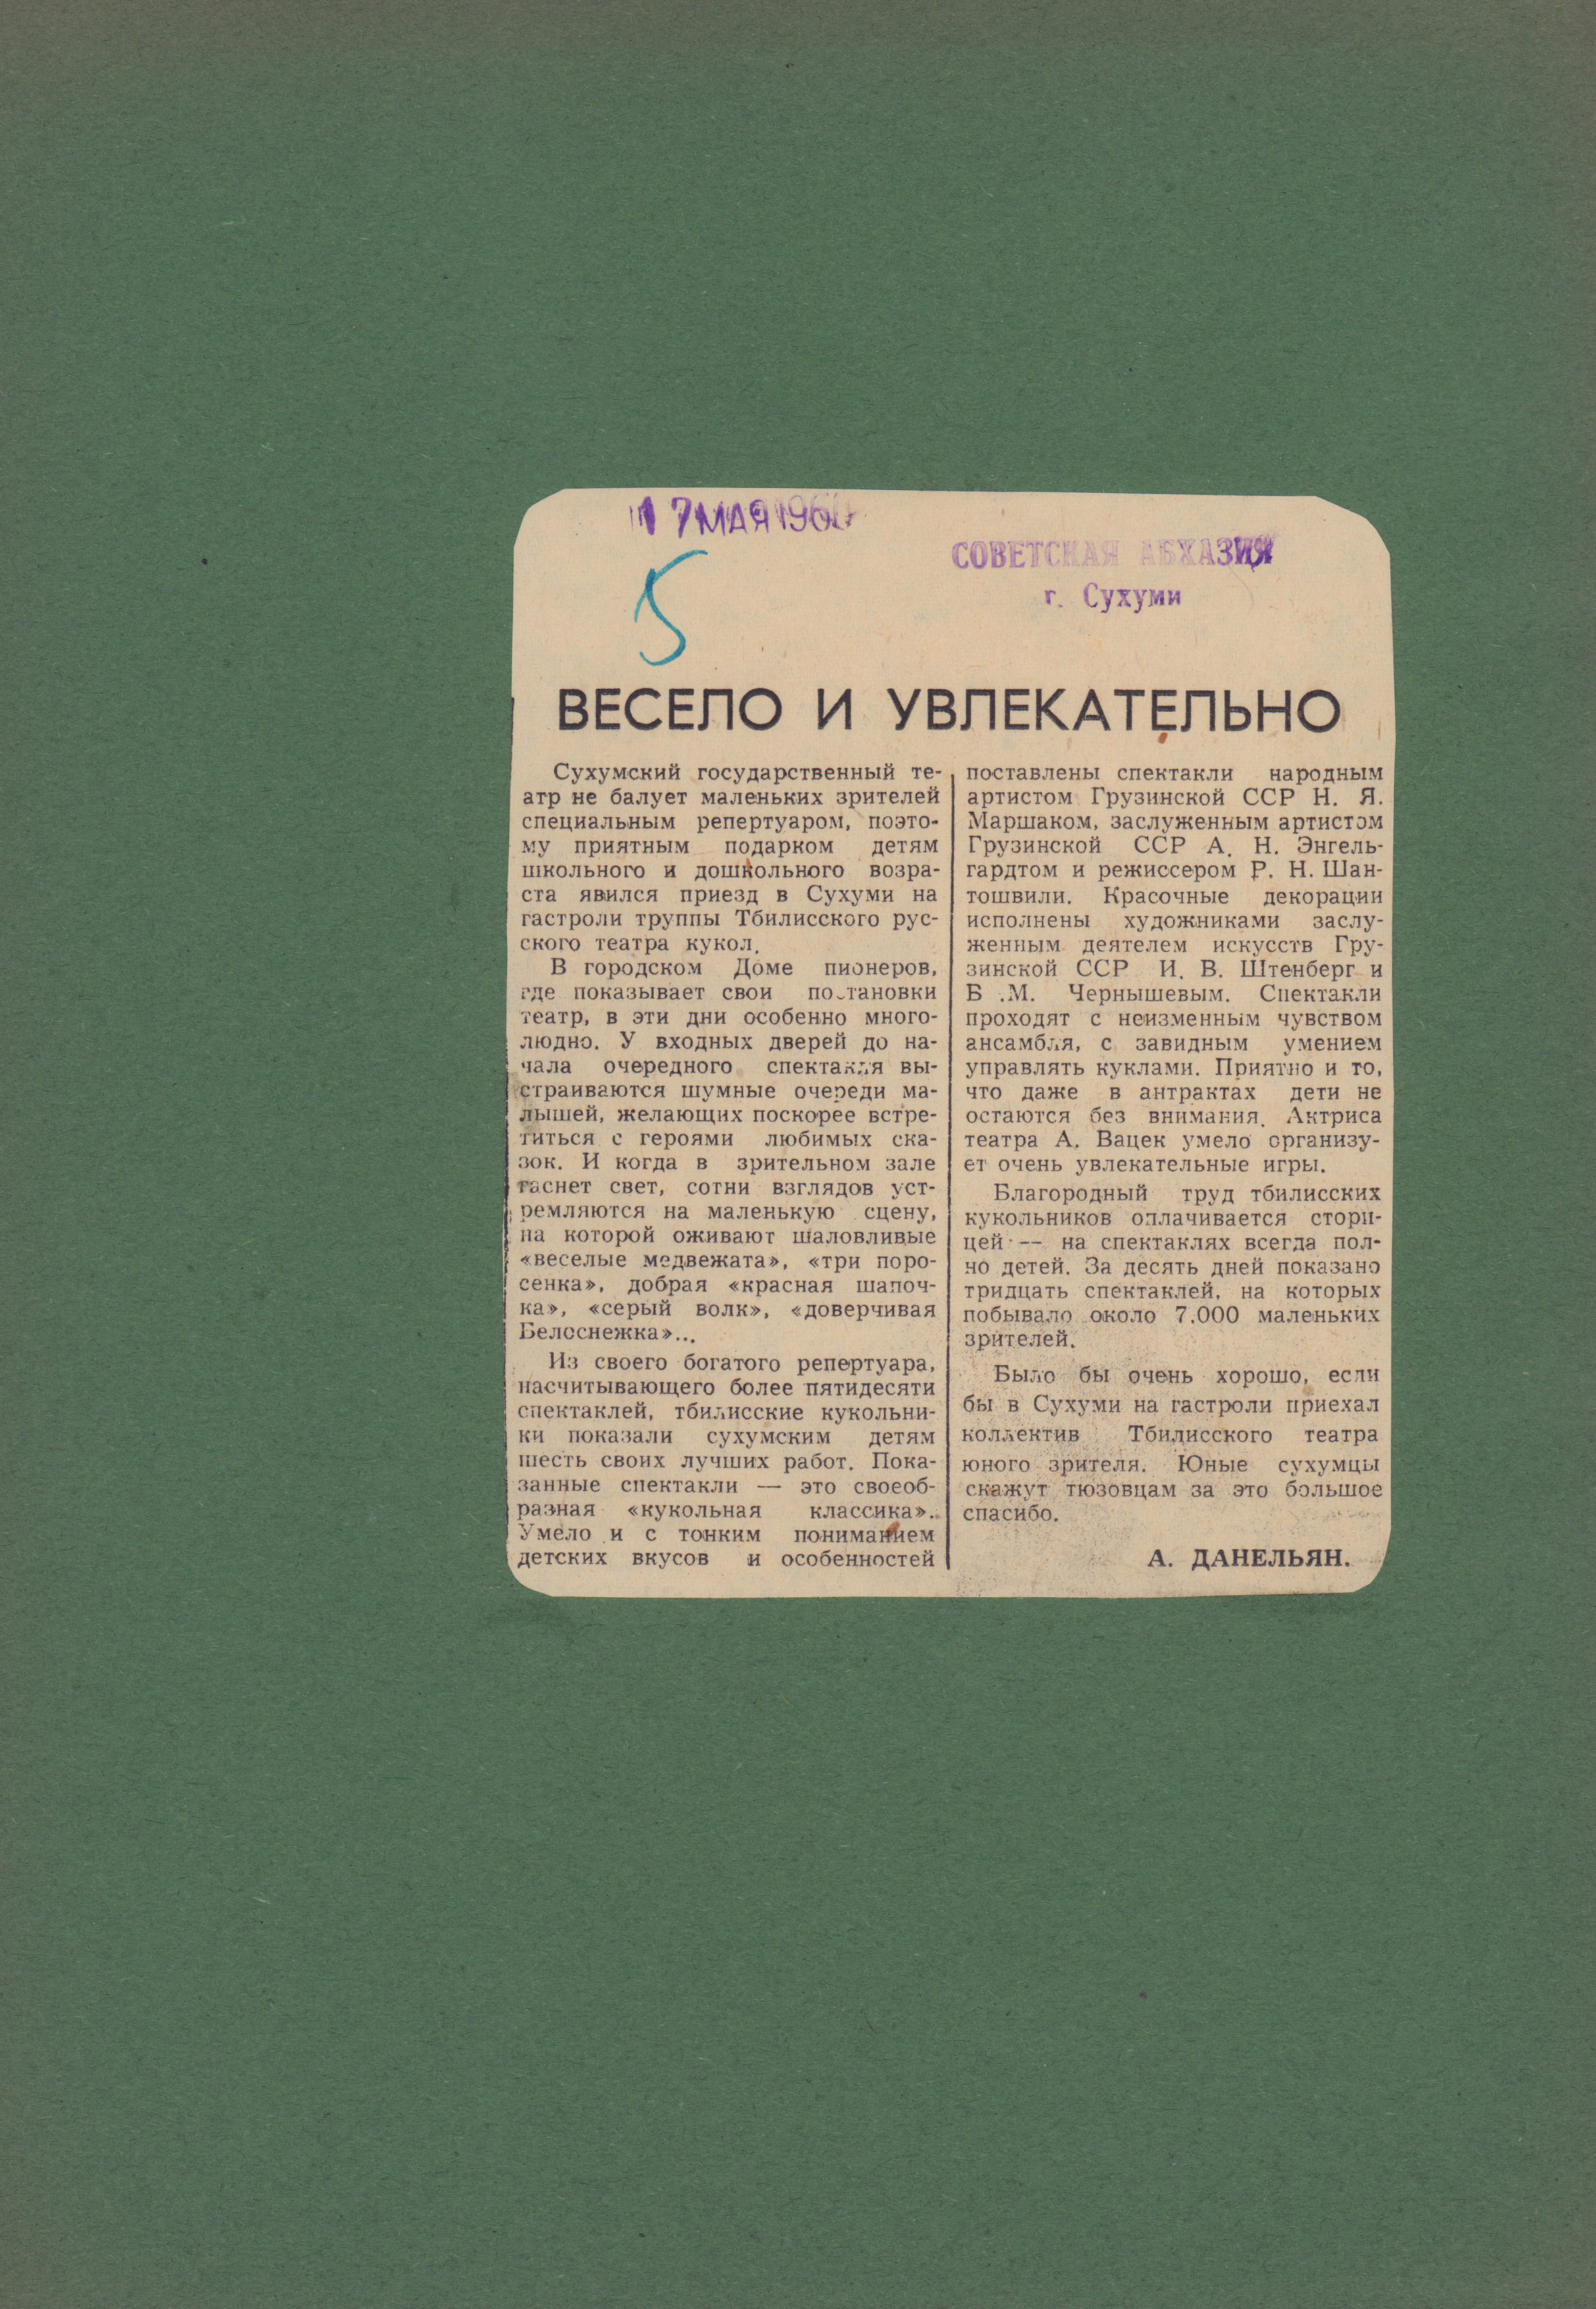 17 МАЯ 1960
СОВЕТСКАЯ АБХАЗИЯ
г. Сухуми
5
ВЕСЕЛО И УВЛЕКАТЕЛЬНО
Сухумский государственный те-
атр не балует маленьких зрителей
специальным репертуаром, поэто-
му приятным подарком детям
школьного и дошкольного возра-
ста явился приезд в Сухуми на
гастроли труппы Тбилисского рус-
ского театра кукол.
В городском Доме пионеров,
где показывает свои постановки
театр, в эти дни особенно много-
людно. У входных дверей до на-
чала очередного спектакля вы-
страиваются шумные очереди ма-
лышей, желающих поскорее встре-
титься с героями любимых ска-
зок. И когда в зрительном зале
гаснет свет, сотни взглядов уст-
ремляются на маленькую сцену,
на которой оживают шаловливые
«веселые медвежата», «три поро-
сенка», добрая «красная шапоч-
ка», «серый волк», «доверчивая
Белоснежка»...
Из своего богатого репертуара,
насчитывающего более пятидесяти
спектаклей, тбилисские кукольни-
ки показали сухумским детям
шесть своих лучших работ. Пока-
занные спектакли — это своеоб-
разная «кукольная классика».
Умело и с тонким пониманием
детских вкусов и особенностей
поставлены спектакли народным
артистом Грузинской ССР Н. Я.
Маршаком, заслуженным артистом
Грузинской ССР А. Н. Энгель-
гардтом и режиссером Р. Н. Шан-
тошвили. Красочные декорации
исполнены художниками заслу-
женным деятелем искусств Гру-
зинской ССР И. В. Штенберг и
Б .М. Чернышевым. Спектакли
проходят с неизменным чувством
ансамбля, с завидным умением
управлять куклами. Приятно и то,
что даже в антрактах дети не
остаются без внимания. Актриса
театра А. Вацек умело организу-
ет очень увлекательные игры.
Благородный труд тбилисских
кукольников оплачивается стори-
цей — на спектаклях всегда пол-
но детей. За десять дней показано
тридцать спектаклей, на которых
побывало около 7.000 маленьких
зрителей.
Было бы очень хорошо, если
бы в Сухуми на гастроли приехал
коллектив Тбилисского театра
юного зрителя. Юные сухумцы
скажут тюзовцам за это большое
спасибо.
А. ДАНЕЛЬЯН.